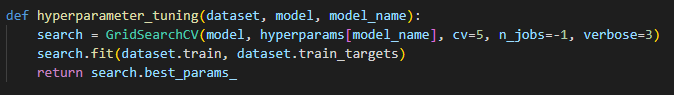 def hyperparameter_tuning(dataset, model, model_name):
    search = GridSearchCV(model, hyperparams[model_name], cv=5, n_jobs=-1, verbose=3)
    search.fit(dataset.train, dataset.train_targets)
    return search.best_params_